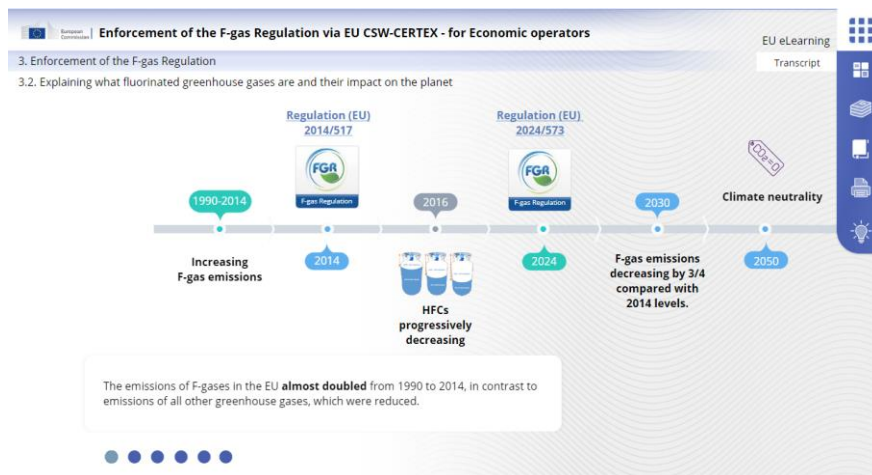 European
Commission
Enforcement of the F-gas Regulation via EU CSW-CERTEX - for Economic operators
EU eLearning
3. Enforcement of the F-gas Regulation
Transcript
3.2. Explaining what fluorinated greenhouse gases are and their impact on the planet
Regulation (EU)
2014/517
Regulation (EU)
2024/573
FGR
F-gas Regulation
FGR
F-gas Regulation
CO₂=0
1990-2014
2016
2030
Climate neutrality
Increasing
F-gas emissions
2014
HFCs
progressively
decreasing
2024
F-gas emissions
decreasing by 3/4
compared with
2014 levels.
2050
The emissions of F-gases in the EU almost doubled from 1990 to 2014, in contrast to
emissions of all other greenhouse gases, which were reduced.